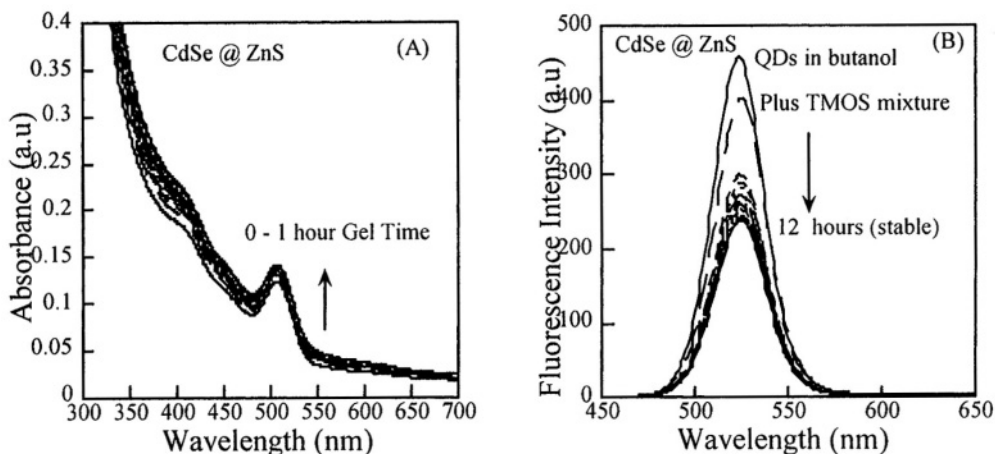 0.4
0.35
0.3
0.25
0.2
0.15
0.1
0.05
0
Absorbance (a.u)
CdSe @ ZnS
(A)
0 - 1 hour Gel Time
300 350 400 450 500 550 600 650 700
Wavelength (nm)
500
400
300
200
100
0
Fluorescence Intensity (a.u)
CdSe @ ZnS
(B)
QDs in butanol
Plus TMOS mixture
12 hours (stable)
450 500 550 600 650
Wavelength (nm)